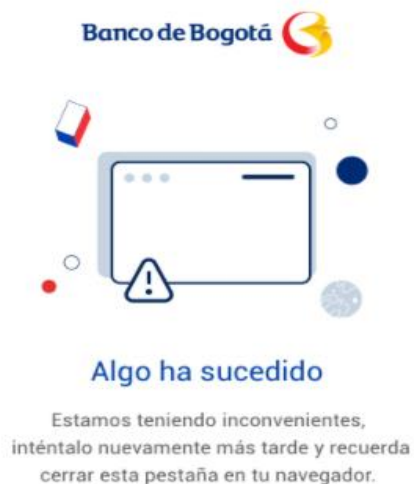 Banco de Bogotá
Algo ha sucedido
Estamos teniendo inconvenientes,
inténtalo nuevamente más tarde y recuerda
cerrar esta pestaña en tu navegador.